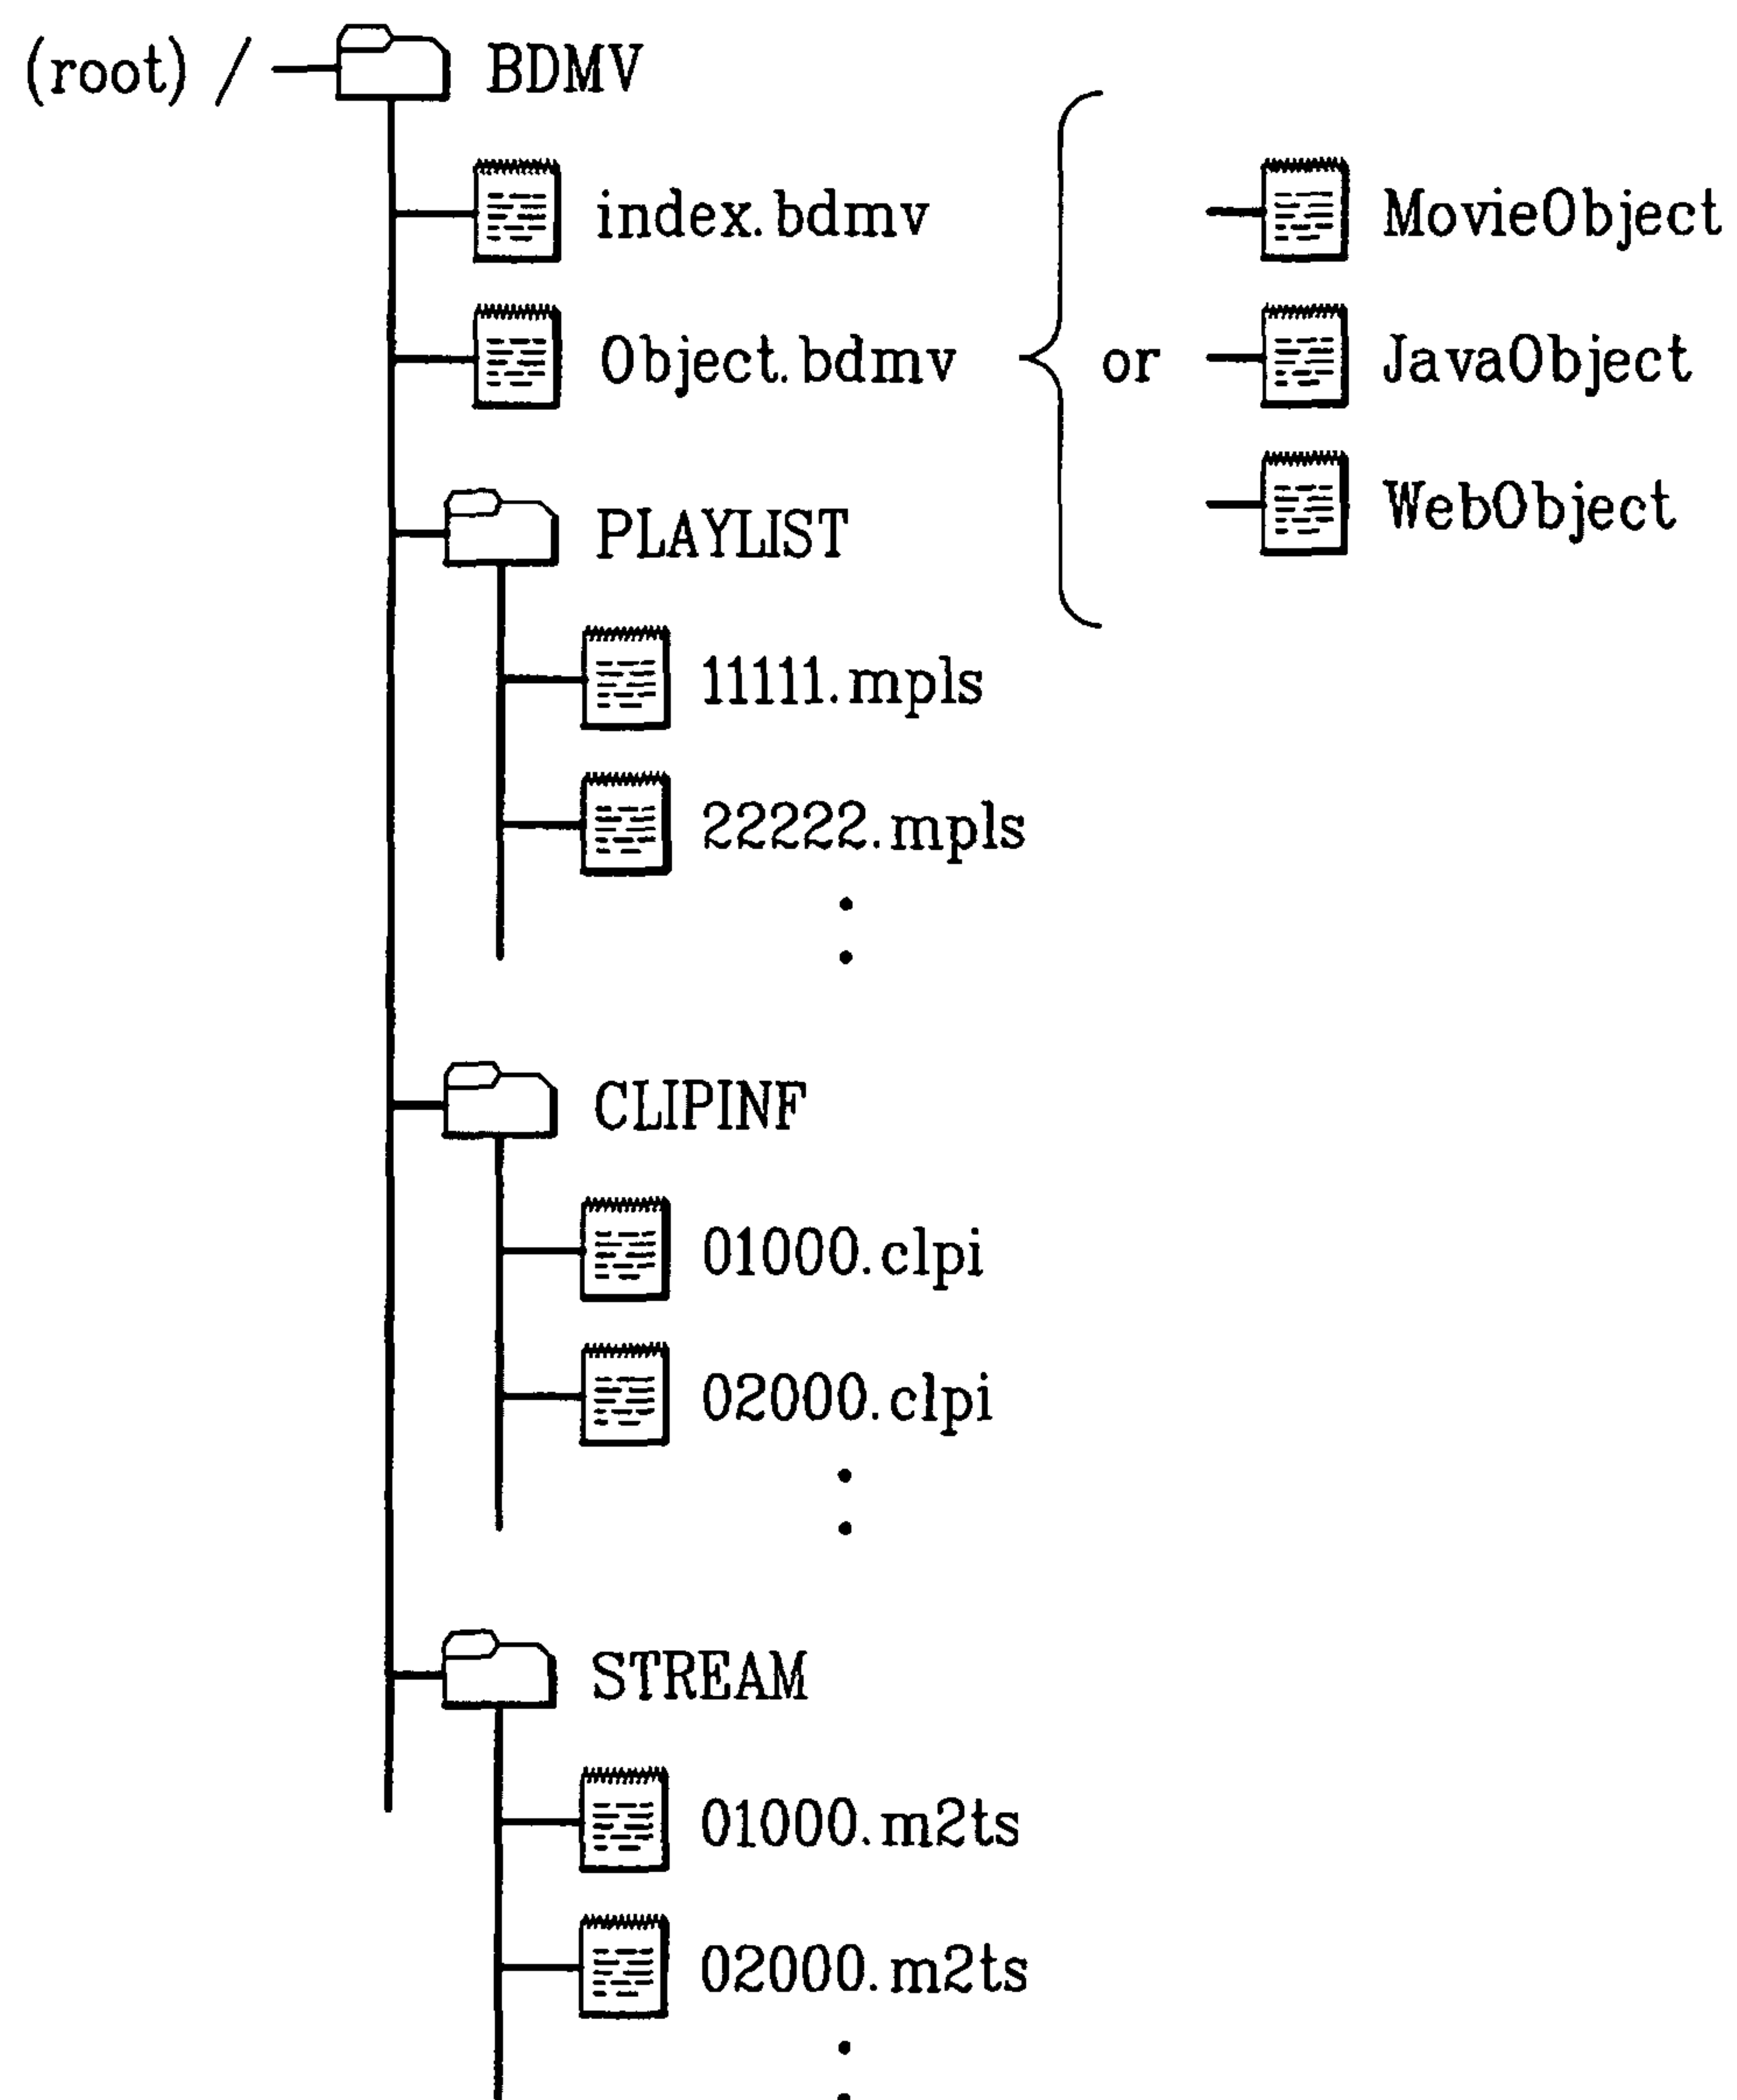 (root) / BDMV
index.bdmv
MovieObject
Object.bdmv
or
JavaObject
WebObject
PLAYLIST
11111.mpls
22222.mpls
CLIPINF
01000.clpi
02000.clpi
STREAM
01000.m2ts
02000.m2ts